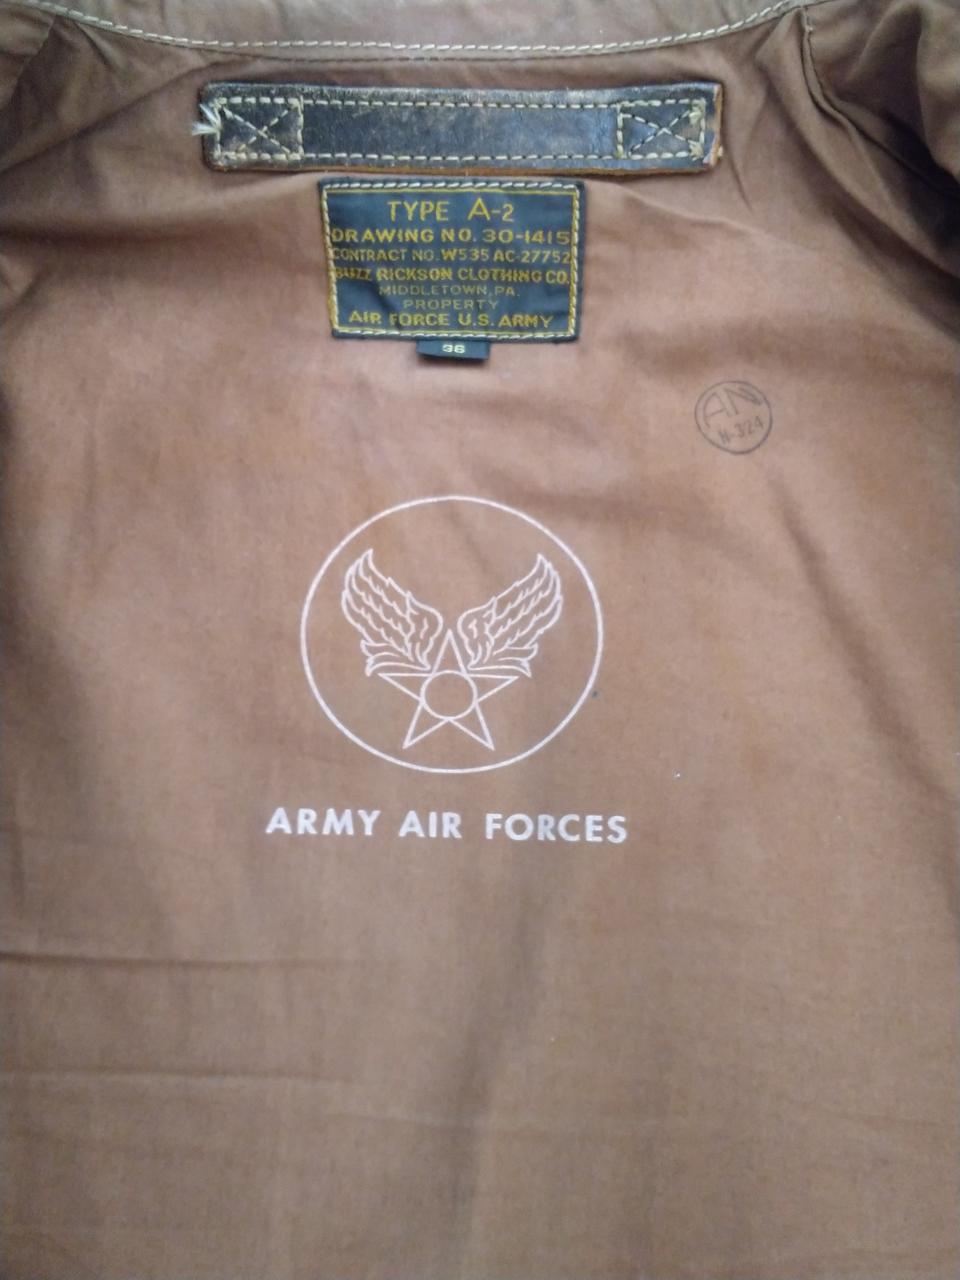 TYPE A-2
DRAWING NO. 30-1415
CONTRACT NO. W535 AC-27752
BUZZ RICKSON CLOTHING CO.
MIDDLETOWN, PA.
PROPERTY
AIR FORCE U.S. ARMY
36
AN
H-324
ARMY AIR FORCES